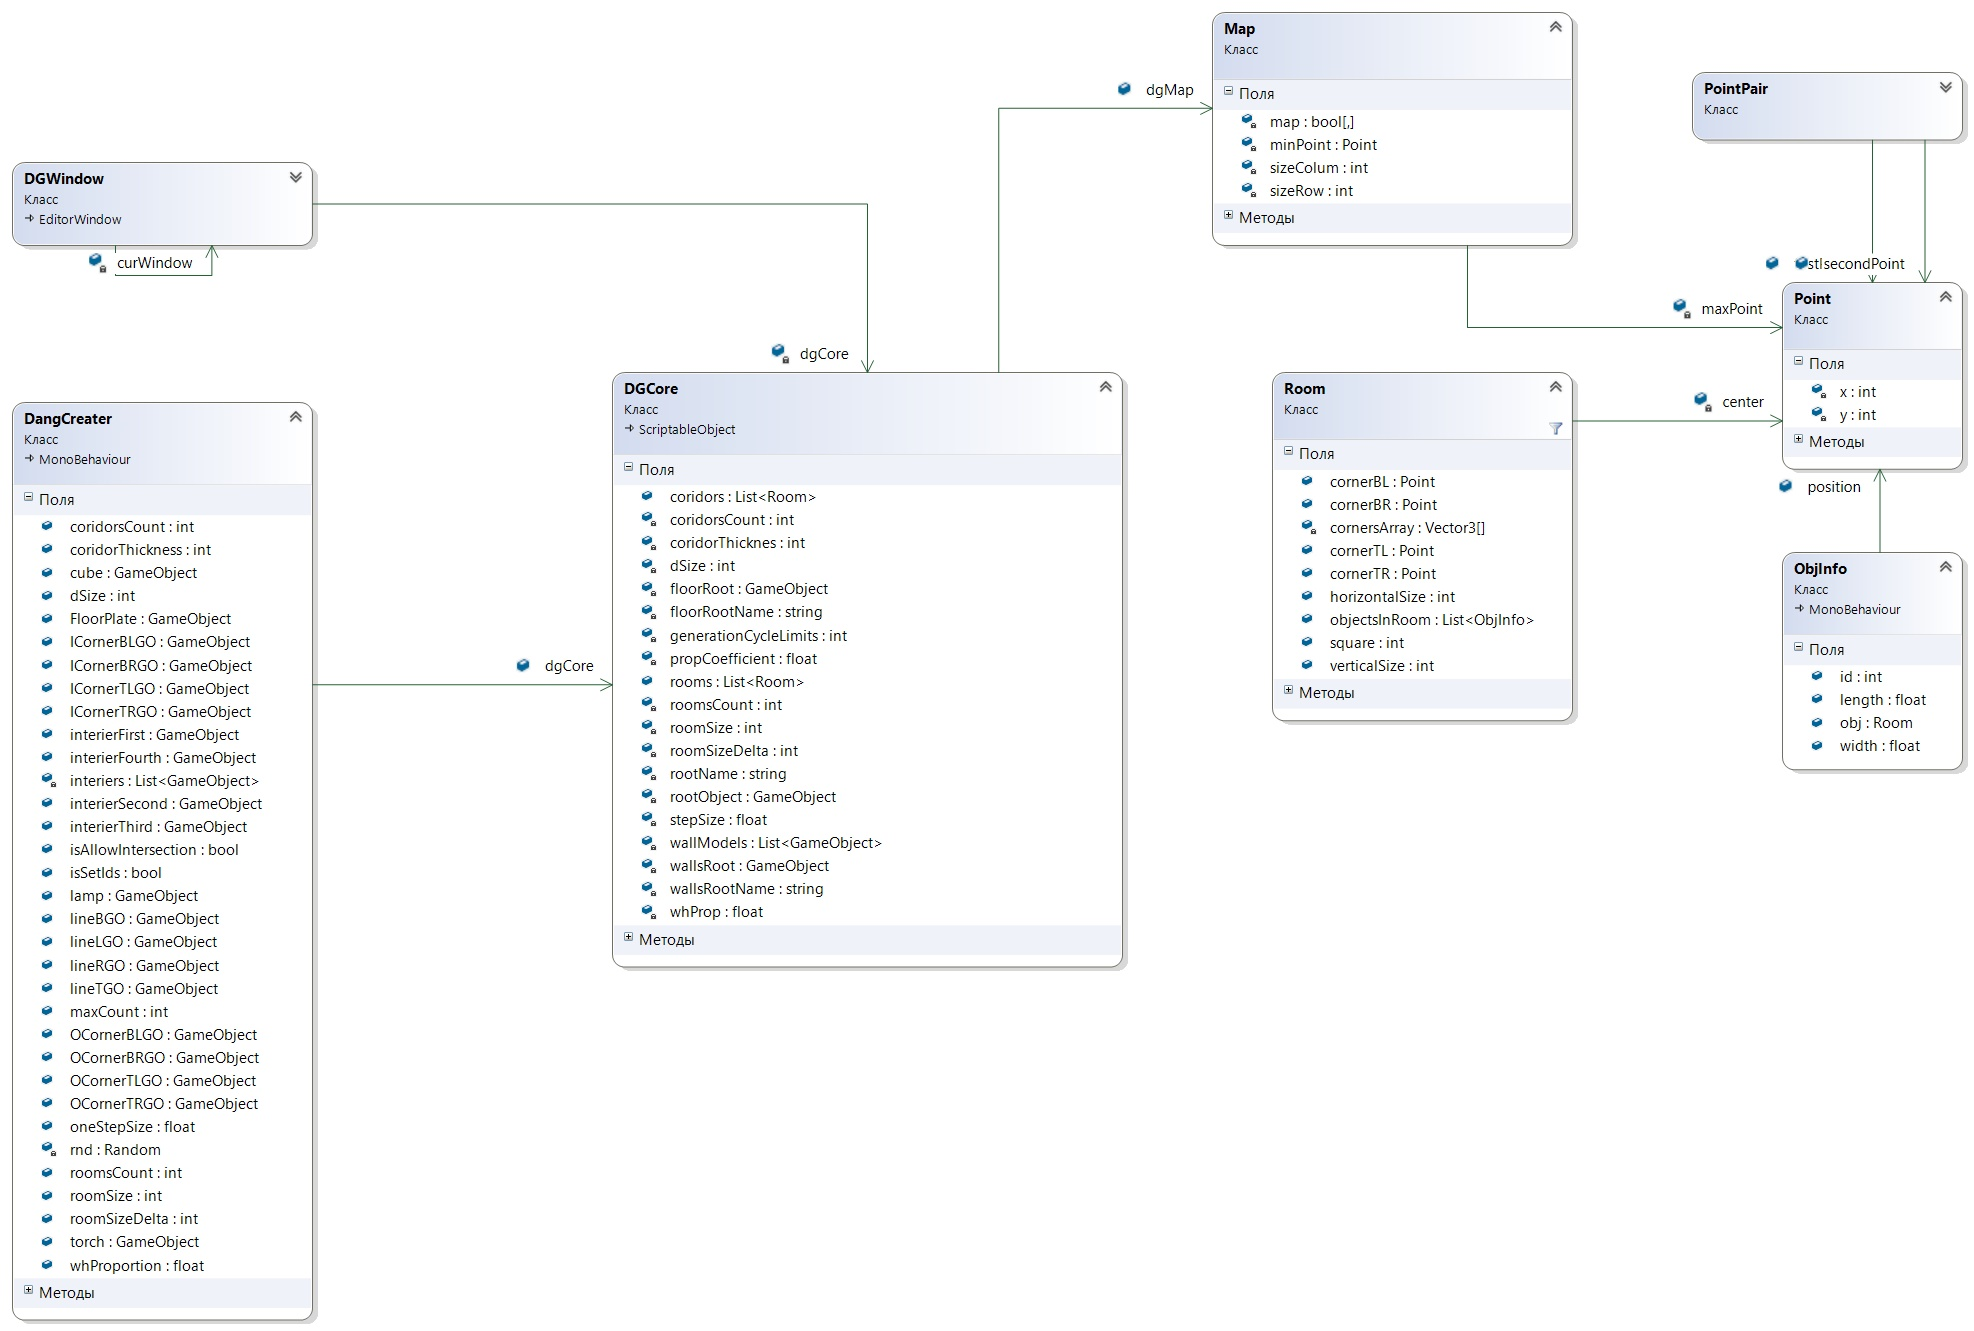 DGWindow
Класс
EditorWindow
curWindow
DangCreater
Класс
MonoBehaviour
Поля
coridorsCount : int
coridorThickness : int
cube : GameObject
dSize : int
FloorPlate : GameObject
ICornerBLGO : GameObject
ICornerBRGO : GameObject
ICornerTLGO : GameObject
ICornerTRGO : GameObject
interierFirst : GameObject
interierFourth : GameObject
interiers : List<GameObject>
interierSecond : GameObject
interierThird : GameObject
isAllowIntersection : bool
isSetIds : bool
lamp : GameObject
lineBGO : GameObject
lineLGO : GameObject
lineRGO : GameObject
lineTGO : GameObject
maxCount : int
OCornerBLGO : GameObject
OCornerBRGO : GameObject
OCornerTLGO : GameObject
OCornerTRGO : GameObject
oneStepSize : float
rnd : Random
roomsCount : int
roomSize : int
roomSizeDelta : int
torch : GameObject
whProportion : float
Методы
dgCore
dgCore
DGCore
Класс
ScriptableObject
Поля
coridors : List<Room>
coridorsCount : int
coridorThicknes : int
dSize : int
floorRoot : GameObject
floorRootName : string
generationCycleLimits : int
propCoefficient : float
rooms : List<Room>
roomsCount : int
roomSize : int
roomSizeDelta : int
rootName : string
rootObject : GameObject
stepSize : float
wallModels : List<GameObject>
wallsRoot : GameObject
wallsRootName : string
whProp : float
Методы
dgMap
Map
Класс
Поля
map : bool[,]
minPoint : Point
sizeColum : int
sizeRow : int
Методы
maxPoint
Room
Класс
Поля
cornerBL : Point
cornerBR : Point
cornersArray : Vector3[]
cornerTL : Point
cornerTR : Point
horizontalSize : int
objectsInRoom : List<ObjInfo>
square : int
verticalSize : int
Методы
center
PointPair
Класс
secondPoint
Point
Класс
Поля
x : int
y : int
Методы
position
ObjInfo
Класс
MonoBehaviour
Поля
id : int
length : float
obj : Room
width : float